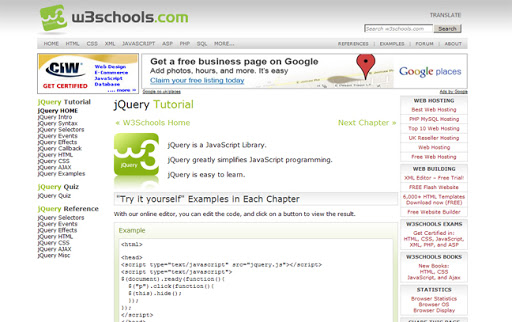 w3schools.com
TRANSLATE
Search w3schools.com
Search
HOME HTML CSS XML JAVASCRIPT ASP PHP SQL MORE...
REFERENCES | EXAMPLES | FORUM | ABOUT
CIW
GET CERTIFIED
Web Design
E-Commerce
JavaScript
Database
... more »
Get a free business page on Google
Add photos, hours, and more. It's easy
Claim your free listing today
Google places
Ads by Google
jQuery Tutorial
jQuery HOME
jQuery Intro
jQuery Syntax
jQuery Selectors
jQuery Events
jQuery Effects
jQuery Callback
jQuery HTML
jQuery CSS
jQuery AJAX
jQuery Examples
jQuery Quiz
jQuery Quiz
jQuery Reference
jQuery Selectors
jQuery Events
jQuery Effects
jQuery HTML
jQuery CSS
jQuery AJAX
jQuery Misc
jQuery Tutorial
« W3Schools Home
Next Chapter »
w3
jQuery is a JavaScript Library.
jQuery greatly simplifies JavaScript programming.
jQuery is easy to learn.
"Try it yourself" Examples in Each Chapter
With our online editor, you can edit the code, and click on a button to view the result.
Example
<html>
<head>
<script type="text/javascript" src="jquery.js"></script>
<script type="text/javascript">
$(document).ready(function(){
$("p").click(function(){
$(this).hide();
});
});
</script>
</head>
WEB HOSTING
Best Web Hosting
PHP MySQL Hosting
Top 10 Web Hosting
UK Reseller Hosting
Web Hosting
Free Web Hosting
WEB BUILDING
XML Editor – Free Trial!
FREE Flash Website
6,000+ HTML Templates
Download now (FREE)
Free Website Builder
W3SCHOOLS EXAMS
Get Certified in:
HTML, CSS, JavaScript,
XML, PHP, and ASP
W3SCHOOLS BOOKS
New Books:
HTML, CSS
JavaScript, and Ajax
STATISTICS
Browser Statistics
Browser OS
Browser Display
SHARE THIS PAGE